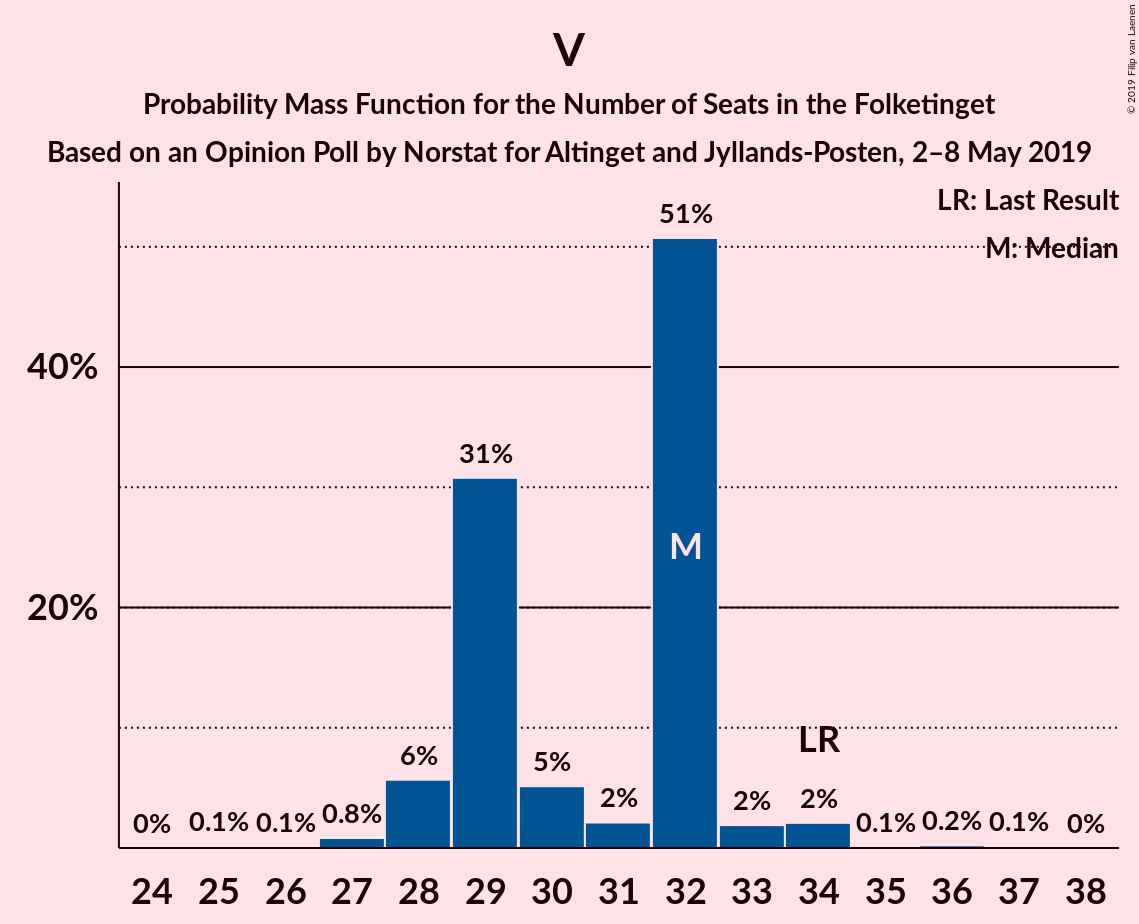 V
Probability Mass Function for the Number of Seats in the Folketinget
Based on an Opinion Poll by Norstat for Altinget and Jyllands-Posten, 2–8 May 2019
© 2019 Filip van Laenen
LR: Last Result
M: Median
51%
40%
31%
M
20%
LR
6%
5%
2%
2%
2%
0.8%
0%
0.1%
0.1%
0.1%
0.2%
0.1%
0%
24 25 26 27 28 29 30 31 32 33 34 35 36 37 38